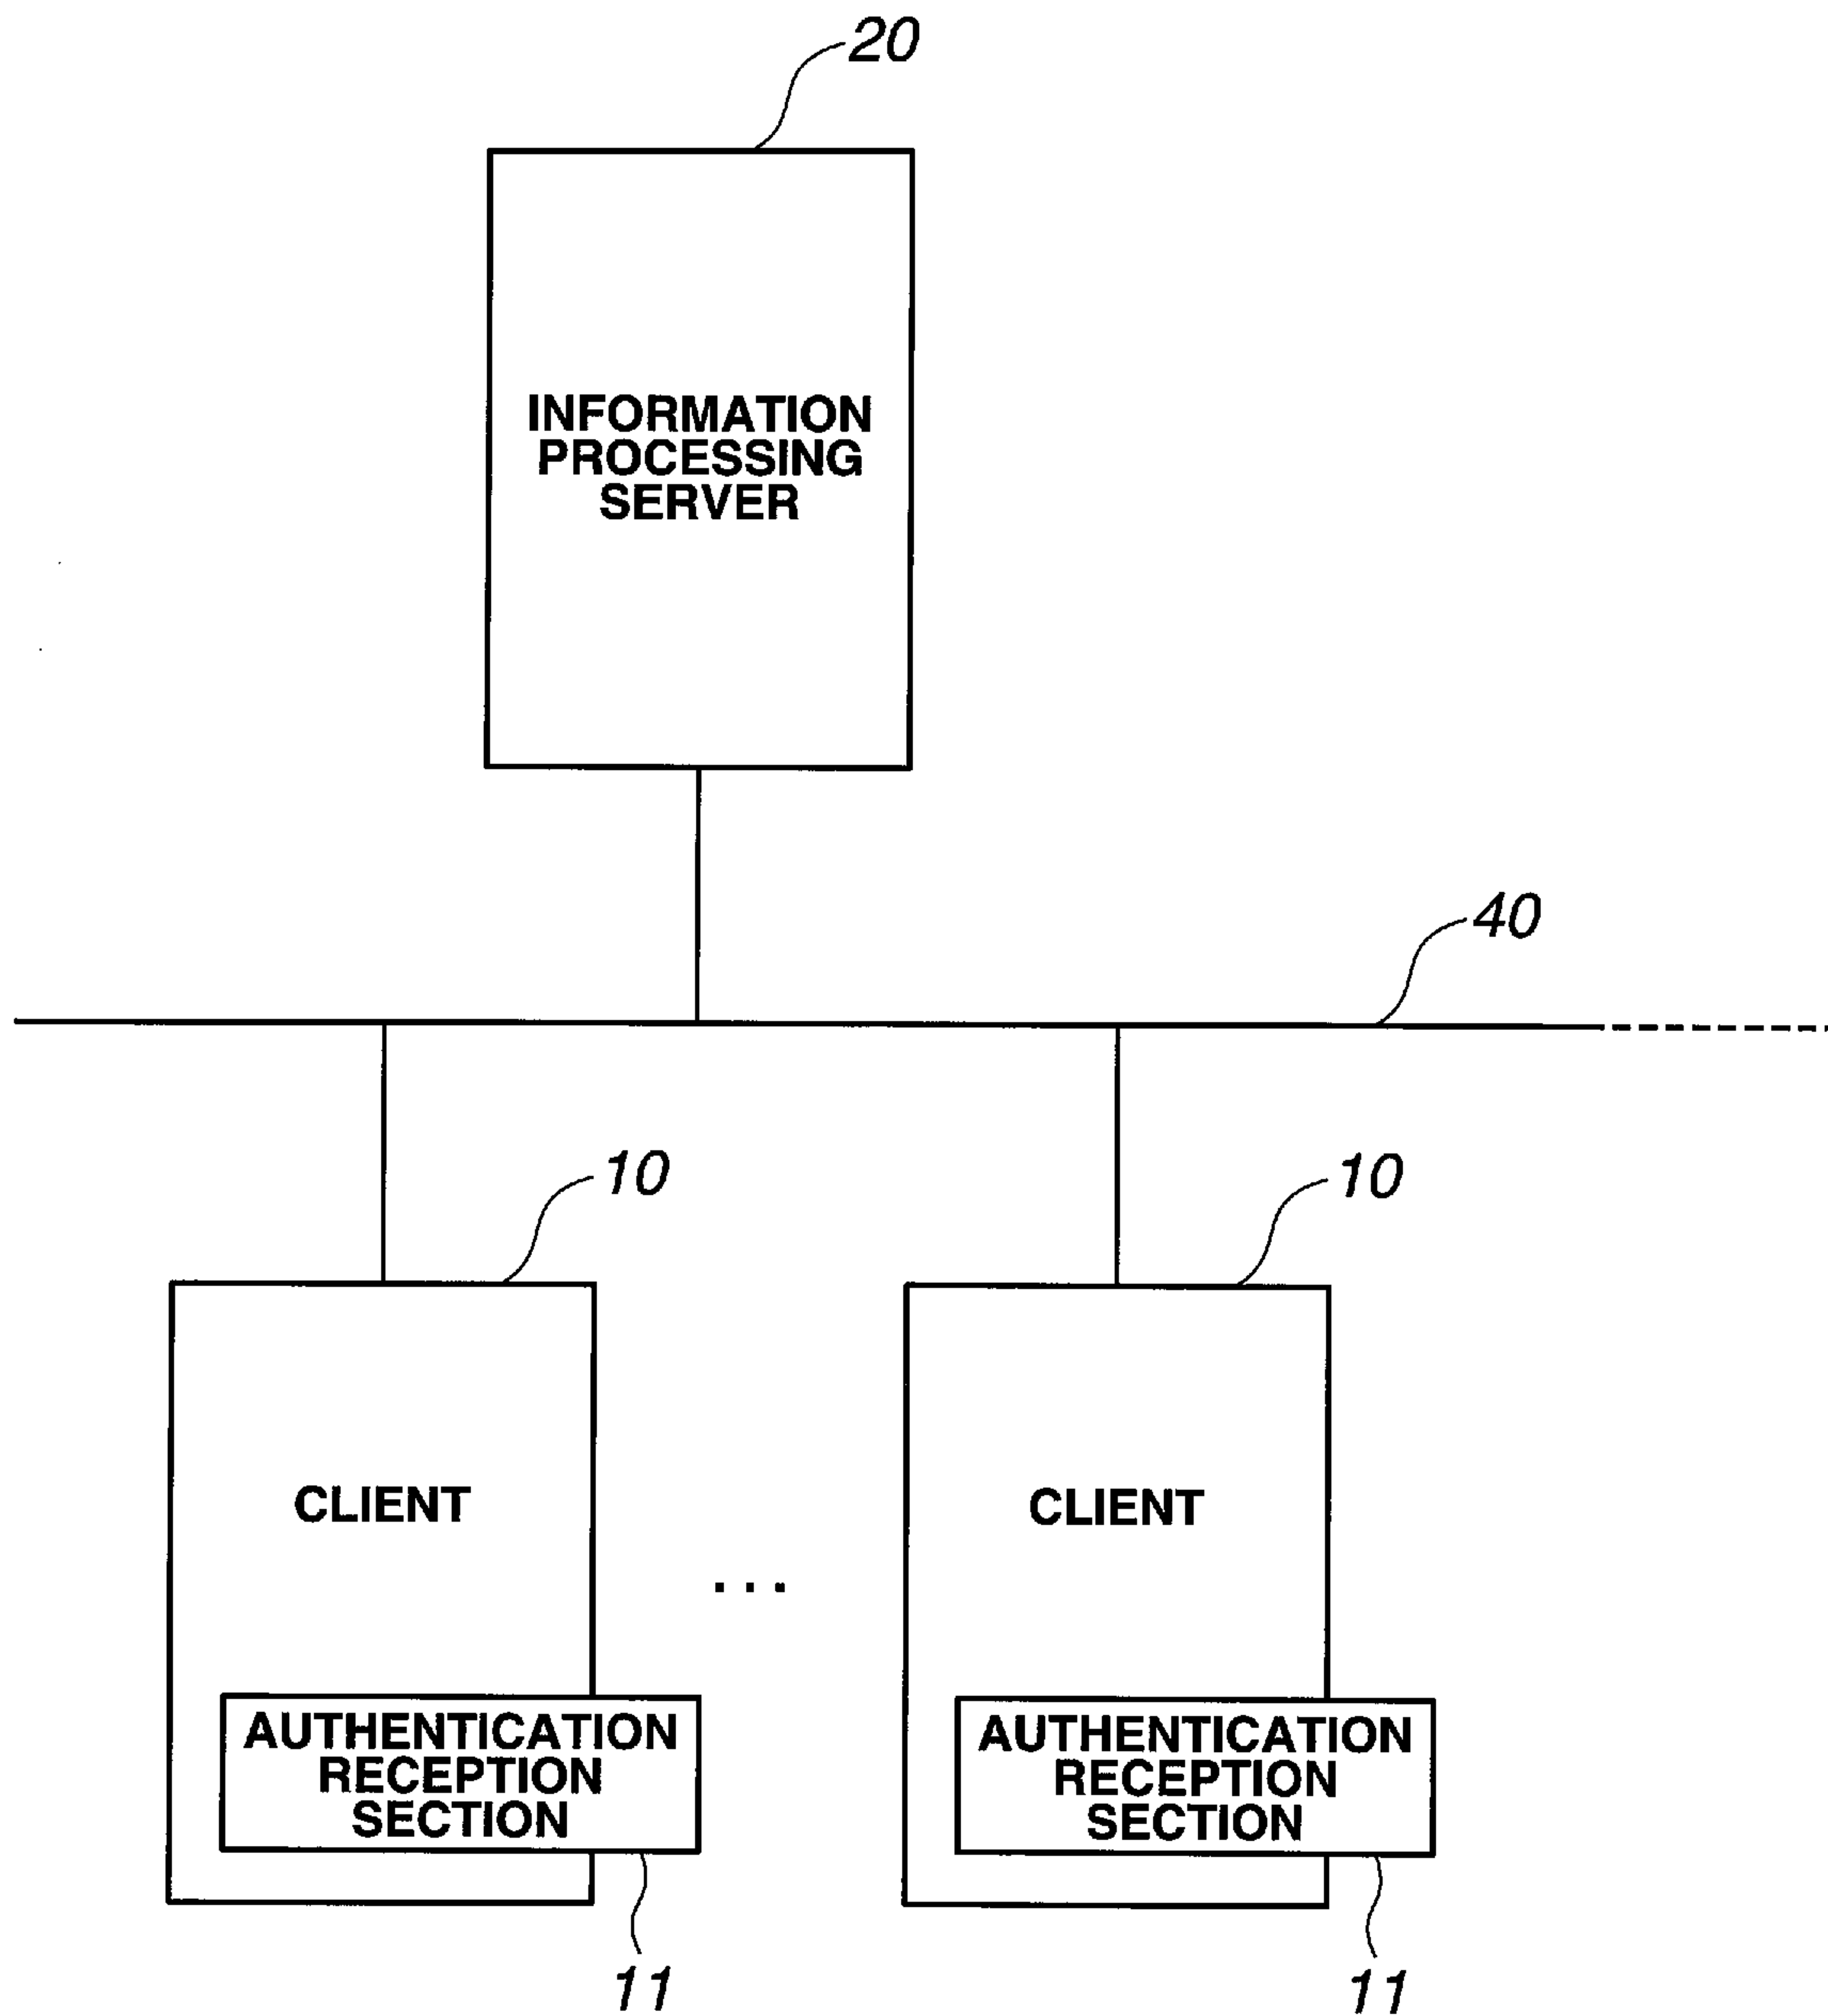 20
INFORMATION
PROCESSING
SERVER
40
10
10
CLIENT
CLIENT
...
AUTHENTICATION
RECEPTION
SECTION
AUTHENTICATION
RECEPTION
SECTION
11
11